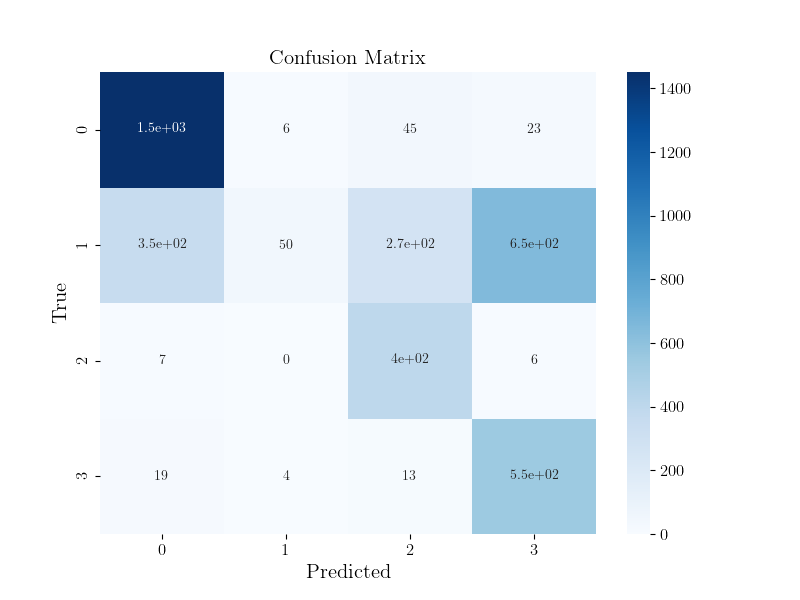 Confusion Matrix
0 1.5e+03 6 45 23
1 3.5e+02 50 2.7e+02 6.5e+02
2 7 0 4e+02 6
3 19 4 13 5.5e+02
0 1 2 3
Predicted
True
1400
1200
1000
800
600
400
200
0